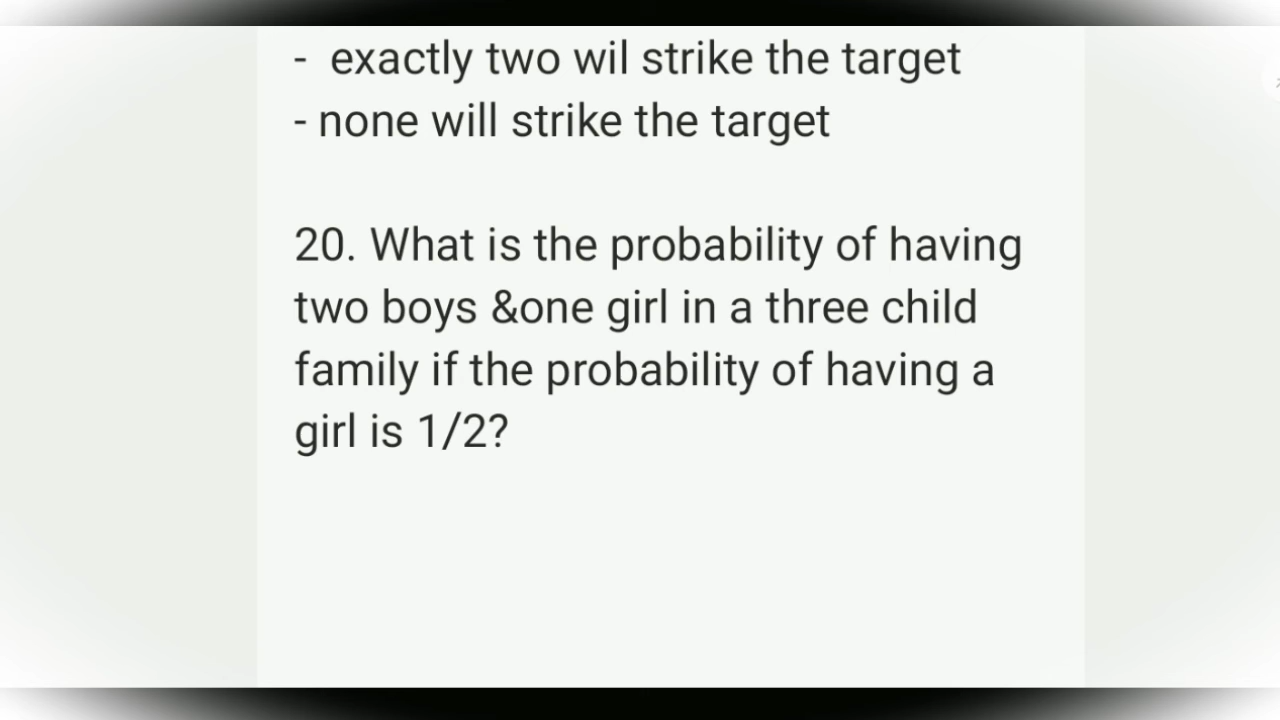 - exactly two wil strike the target
- none will strike the target
20. What is the probability of having
two boys &one girl in a three child
family if the probability of having a
girl is 1/2?